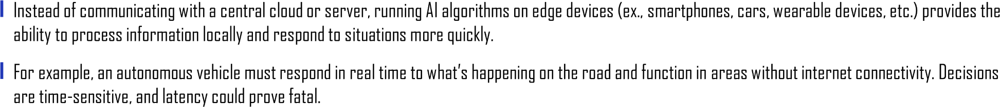 Instead of communicating with a central cloud or server, running AI algorithms on edge devices (ex., smartphones, cars, wearable devices, etc.) provides the
ability to process information locally and respond to situations more quickly.
For example, an autonomous vehicle must respond in real time to what's happening on the road and function in areas without internet connectivity. Decisions
are time-sensitive, and latency could prove fatal.